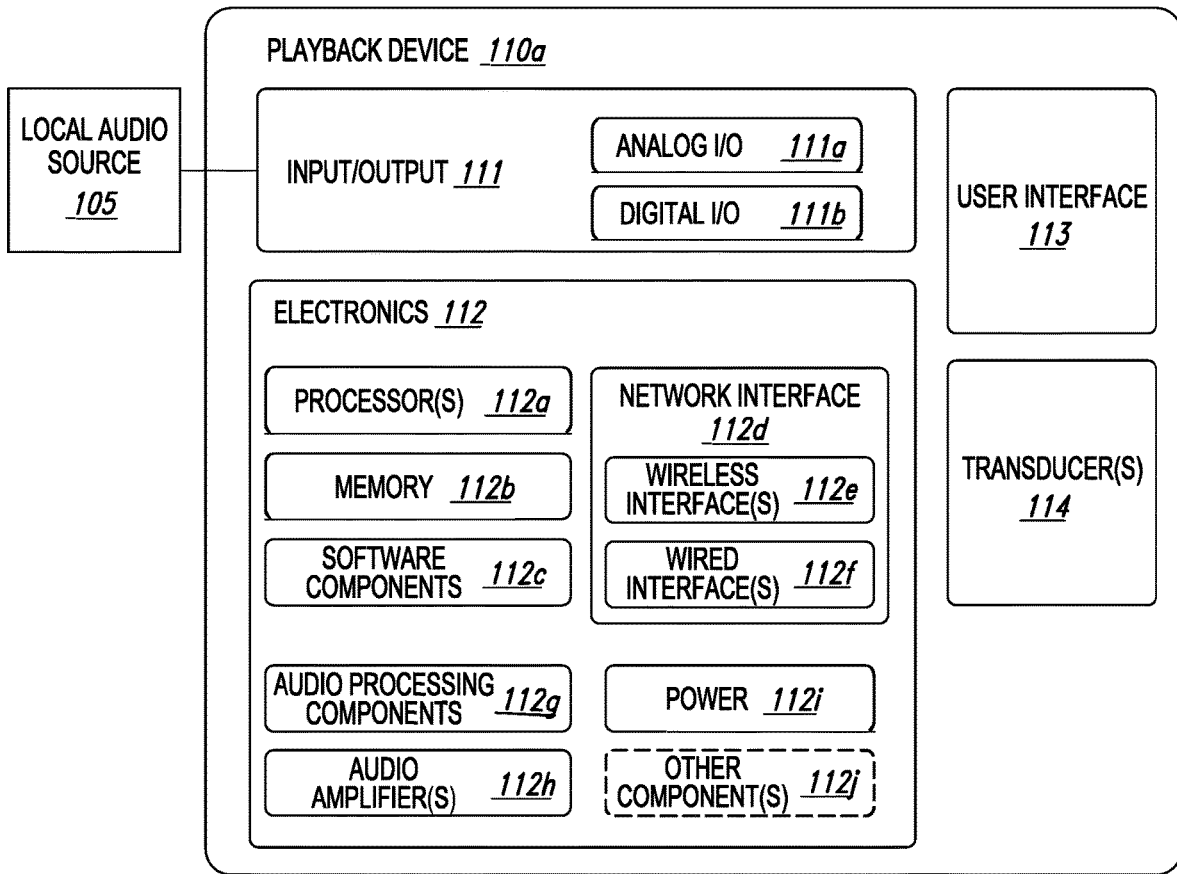 PLAYBACK DEVICE 110a
LOCAL AUDIO
SOURCE
105
INPUT/OUTPUT 111
ANALOG I/O 111a
DIGITAL I/O 111b
USER INTERFACE
113
ELECTRONICS 112
PROCESSOR(S) 112a
MEMORY 112b
SOFTWARE
COMPONENTS 112c
NETWORK INTERFACE
112d
WIRELESS
INTERFACE(S) 112e
WIRED
INTERFACE(S) 112f
TRANSDUCER(S)
114
AUDIO PROCESSING
COMPONENTS 112g
AUDIO
AMPLIFIER(S) 112h
POWER 112i
OTHER
COMPONENT(S) 112j